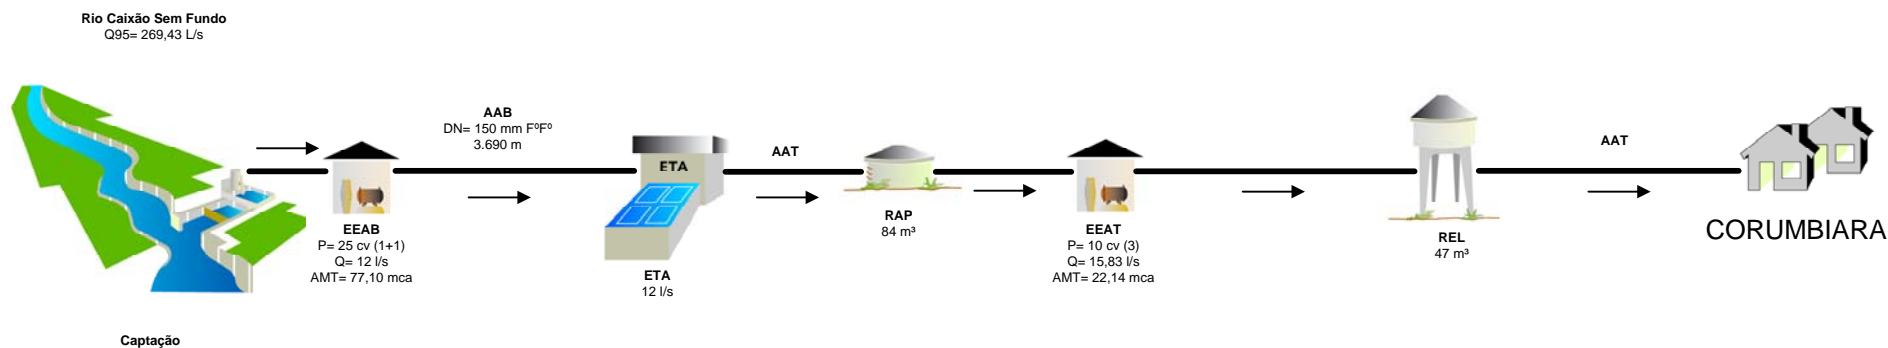 Rio Caixão Sem Fundo
Q95= 269,43 L/s
AAB
DN= 150 mm FºFº
3.690 m
ETA
AAT
AAT
EEAB
P= 25 cv (1+1)
Q= 12 l/s
AMT= 77,10 mca
ETA
12 l/s
RAP
84 m³
EEAT
P= 10 cv (3)
Q= 15,83 l/s
AMT= 22,14 mca
REL
47 m³
CORUMBIARA
Captação